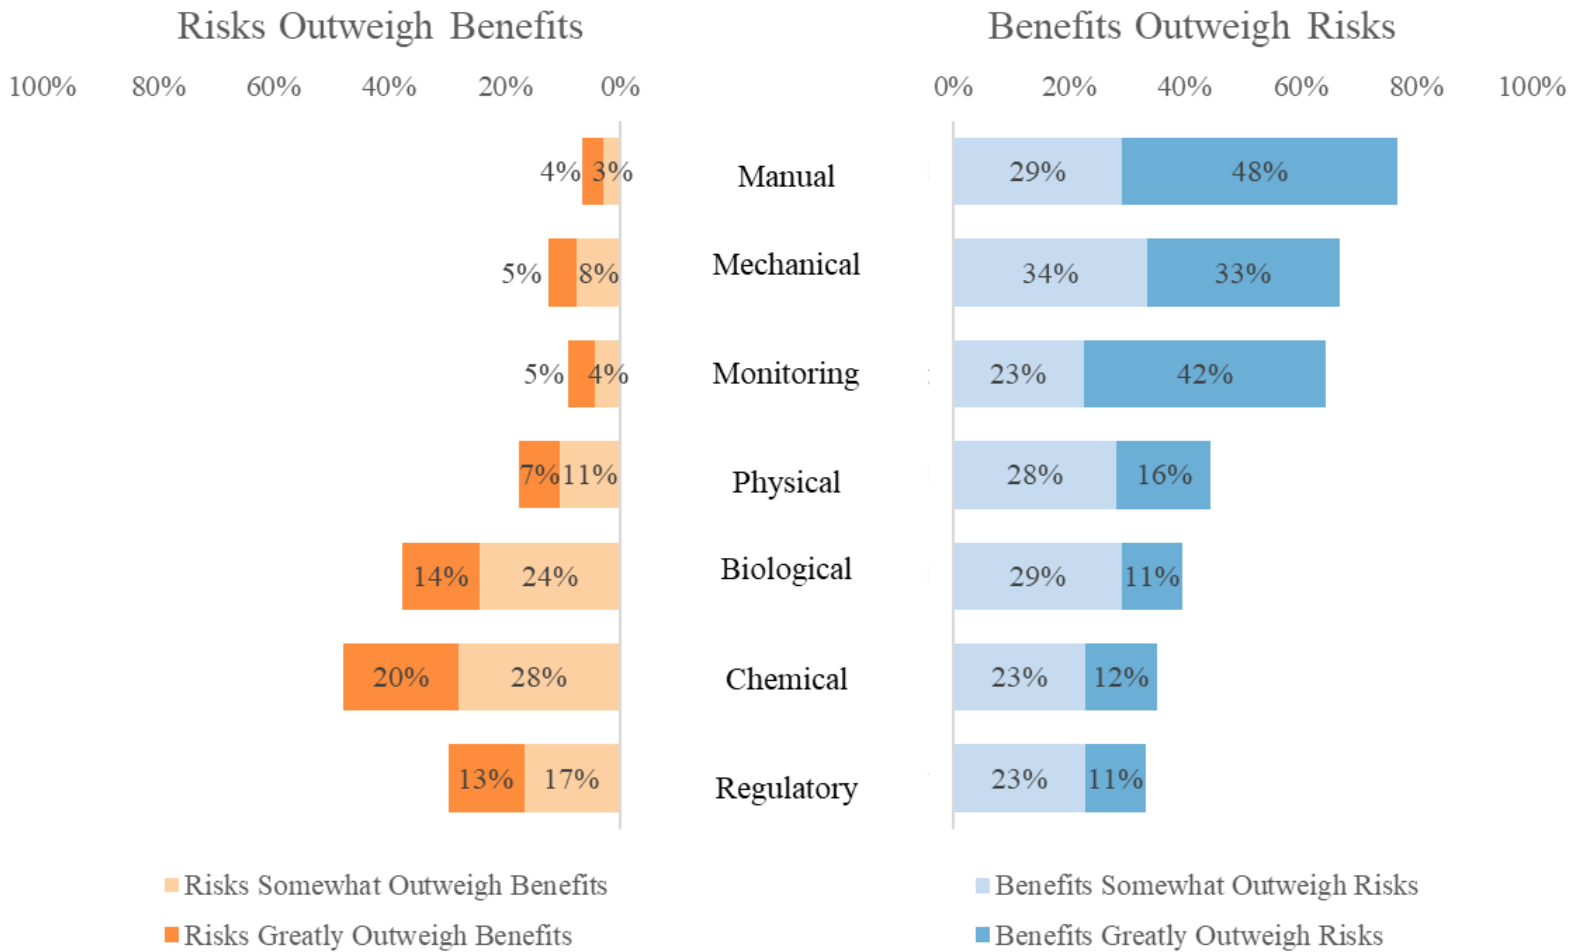 Risks Outweigh Benefits
Benefits Outweigh Risks
100% 80% 60% 40% 20% 0%
0% 20% 40% 60% 80% 100%
4% 3% Manual 29% 48%
5% 8% Mechanical 34% 33%
5% 4% Monitoring 23% 42%
7% 11% Physical 28% 16%
14% 24% Biological 29% 11%
20% 28% Chemical 23% 12%
13% 17% Regulatory 23% 11%
Risks Somewhat Outweigh Benefits
Risks Greatly Outweigh Benefits
Benefits Somewhat Outweigh Risks
Benefits Greatly Outweigh Risks